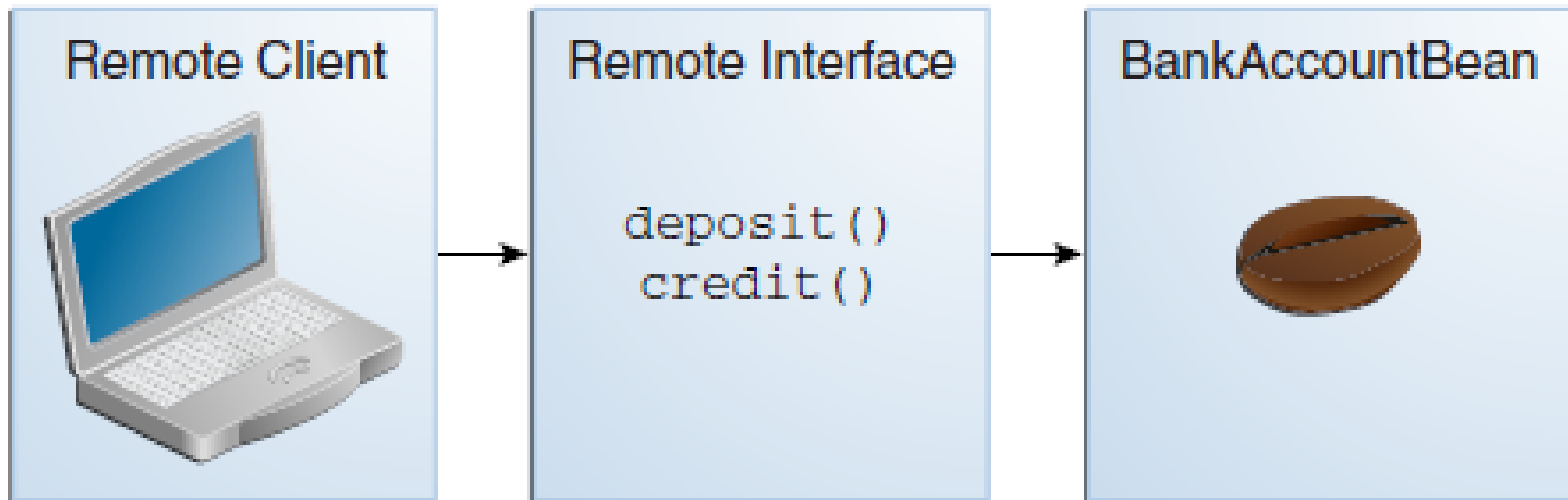 Remote Client
Remote Interface
deposit()
credit()
BankAccountBean